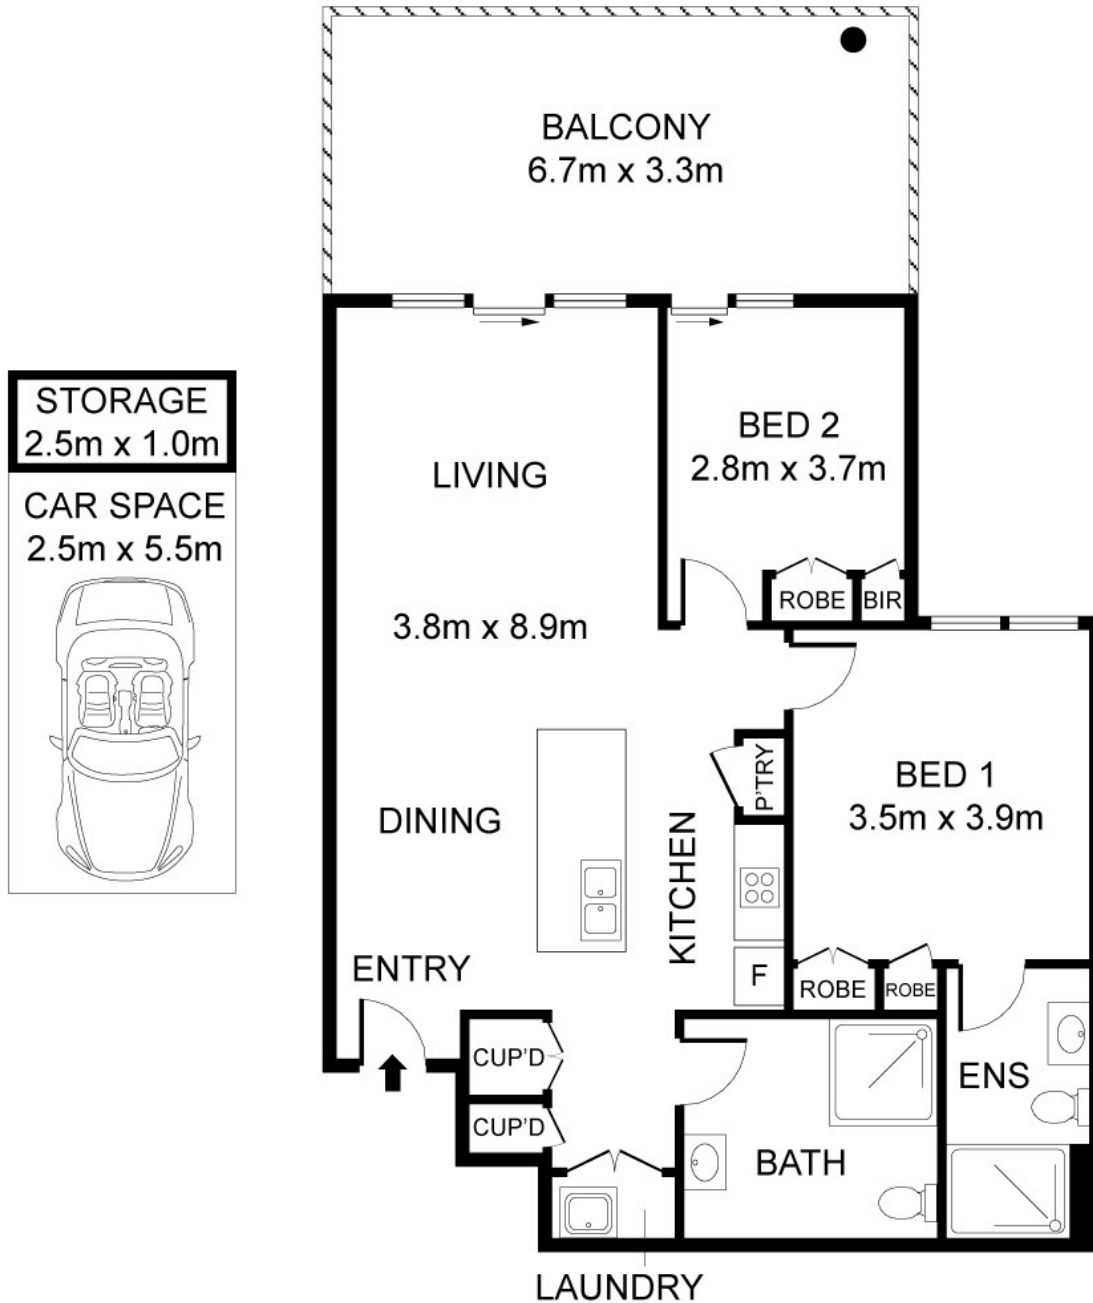 BALCONY
6.7m x 3.3m
STORAGE
2.5m x 1.0m
CAR SPACE
2.5m x 5.5m
LIVING
3.8m x 8.9m
BED 2
2.8m x 3.7m
ROBE
BIR
BED 1
3.5m x 3.9m
P'TRY
DINING
KITCHEN
F
ENTRY
ROBE
ROBE
CUP'D
CUP'D
ENS
BATH
LAUNDRY